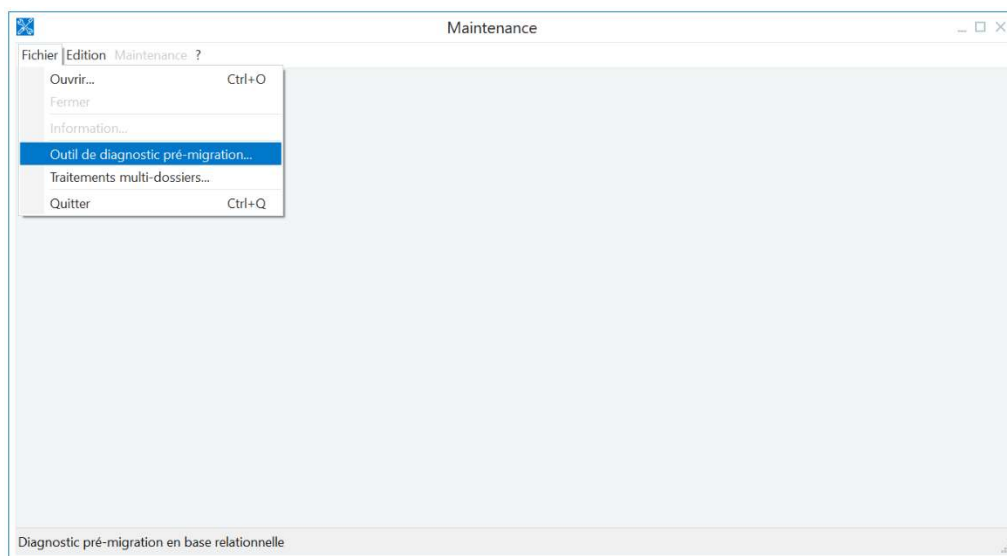 Maintenance
Fichier Edition Maintenance ?
Ouvrir... Ctrl+O
Fermer
Information...
Outil de diagnostic pré-migration...
Traitements multi-dossiers...
Quitter Ctrl+Q
Diagnostic pré-migration en base relationnelle